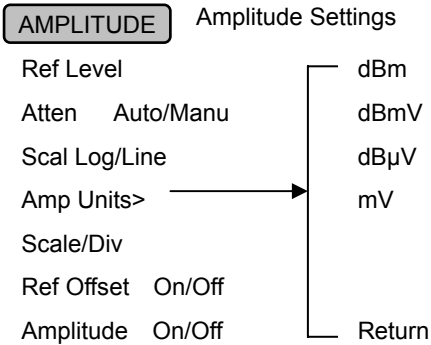 AMPLITUDE Amplitude Settings
Ref Level dBm
Atten Auto/Manu dBmV
Scal Log/Line dBµV
Amp Units> mV
Scale/Div
Ref Offset On/Off
Amplitude On/Off Return